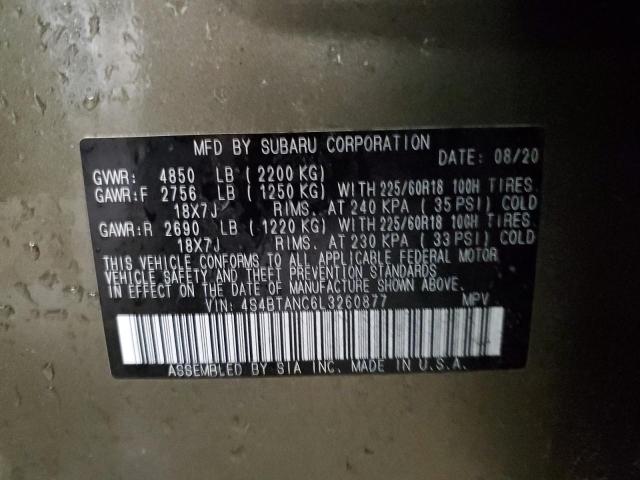 MFD BY SUBARU CORPORATION
DATE: 08/20
GVWR: 4850 LB (2200 KG)
GAWR:F 2756 LB (1250 KG) WITH 225/60R18 100H TIRES.
18X7J RIMS. AT 240 KPA (35 PSI) COLD
GAWR:R 2690 LB (1220 KG) WITH 225/60R18 100H TIRES.
18X7J RIMS. AT 230 KPA (33 PSI) COLD
THIS VEHICLE CONFORMS TO ALL APPLICABLE FEDERAL MOTOR
VEHICLE SAFETY AND THEFT PREVENTION STANDARDS
IN EFFECT ON THE DATE OF MANUFACTURE SHOWN ABOVE.
VIN: 4S4BTANC6L3260877 MPV
ASSEMBLED BY SIA INC. MADE IN U.S.A.